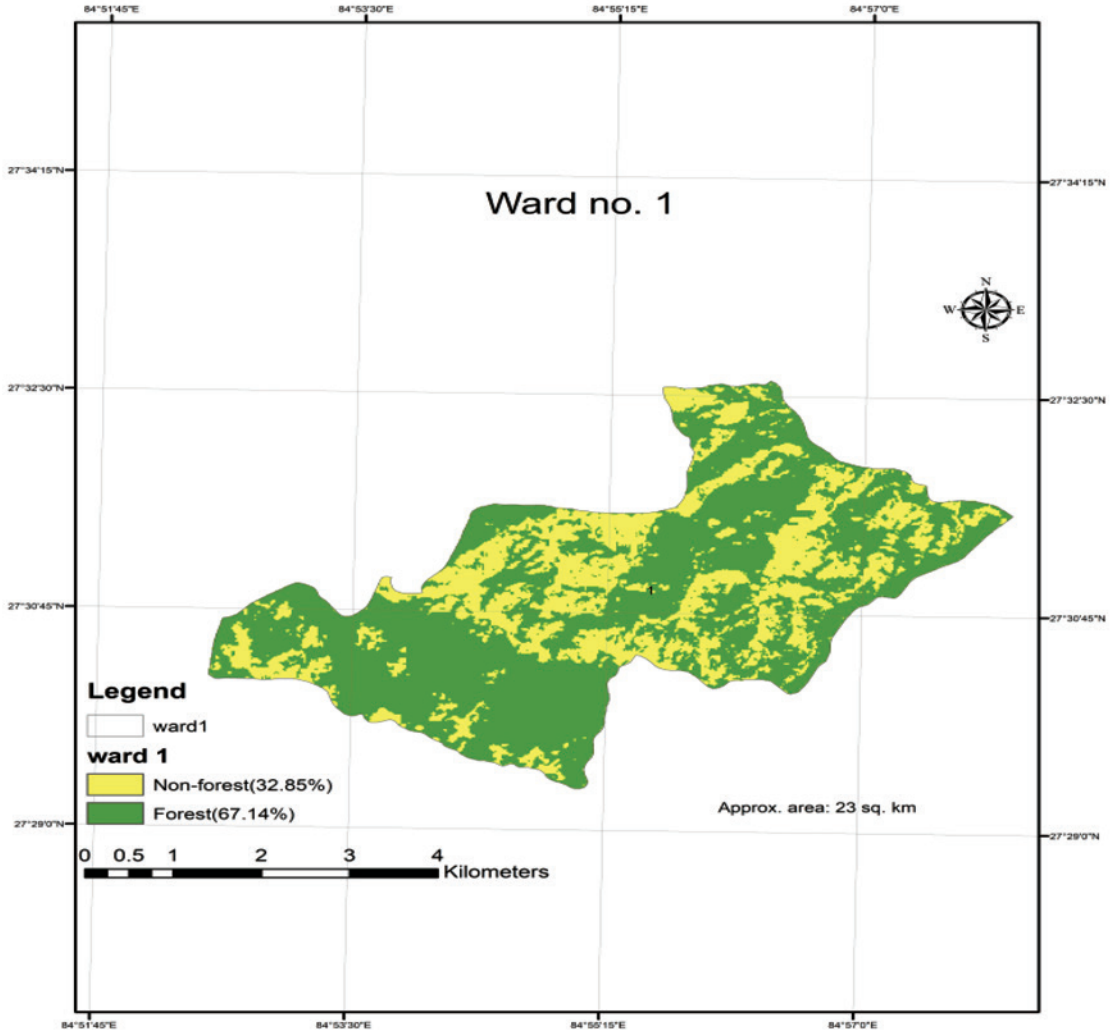 84°51'45"E 84°53'30"E 84°55'15"E 84°57'0"E
27°34'15"N 27°34'15"N
Ward no. 1
N
W E
S
27°32'30"N 27°32'30"N
1
27°30'45"N 27°30'45"N
Legend
ward1
ward 1
Non-forest(32.85%)
Forest(67.14%)
Approx. area: 23 sq. km
27°29'0"N 27°29'0"N
0 0.5 1 2 3 4
Kilometers
84°51'45"E 84°53'30"E 84°55'15"E 84°57'0"E